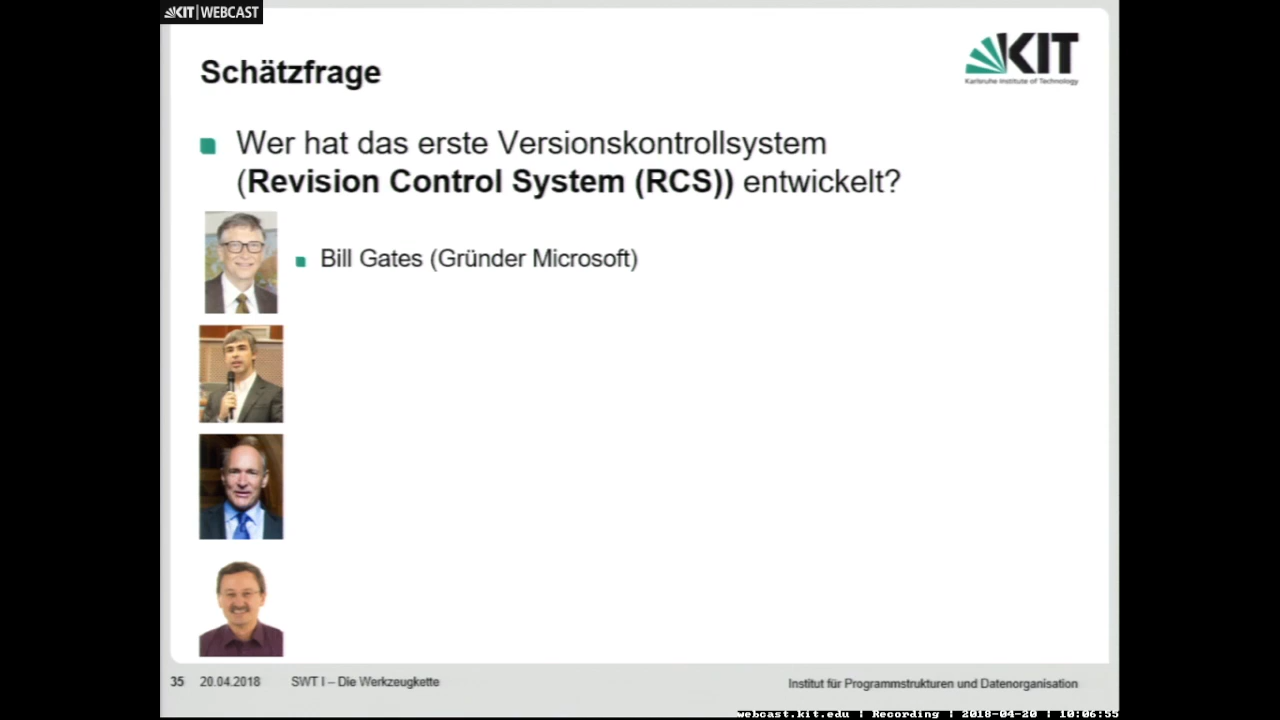 KIT | WEBCAST
KIT
Karlsruhe Institute of Technology
Schätzfrage
Wer hat das erste Versionskontrollsystem
(Revision Control System (RCS)) entwickelt?
Bill Gates (Gründer Microsoft)
35 20.04.2018 SWT I – Die Werkzeugkette
Institut für Programmstrukturen und Datenorganisation
webcast.kit.edu | Recording | 2018-04-20 | 10:06:55